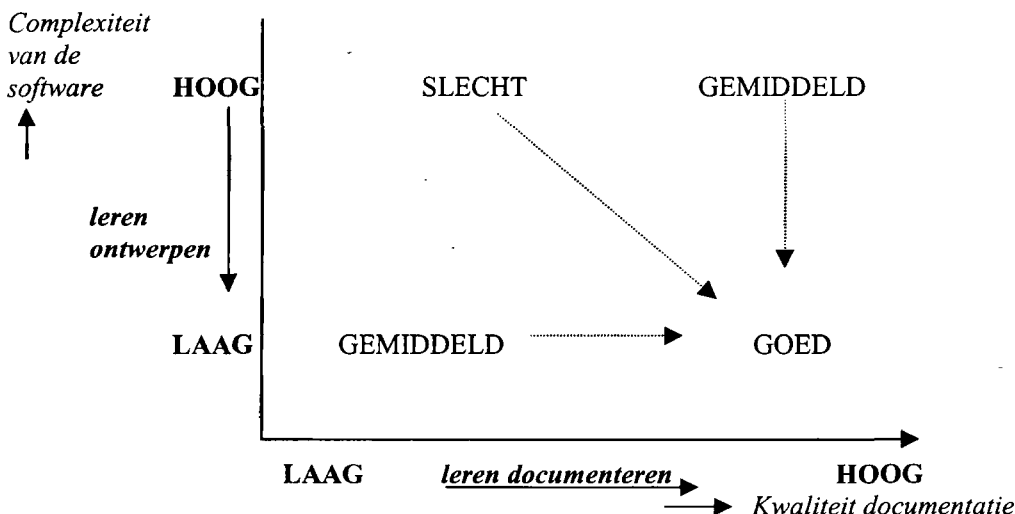 Complexiteit
van de
software
HOOG SLECHT GEMIDDELD
leren
ontwerpen
LAAG GEMIDDELD GOED
LAAG leren documenteren HOOG
Kwaliteit documentatie